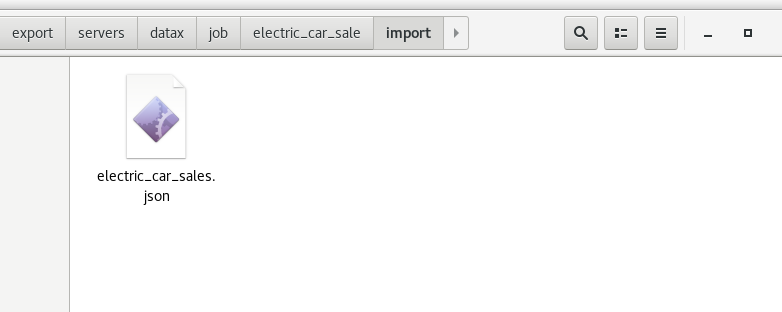 export servers datax job electric_car_sale import
electric_car_sales.
json